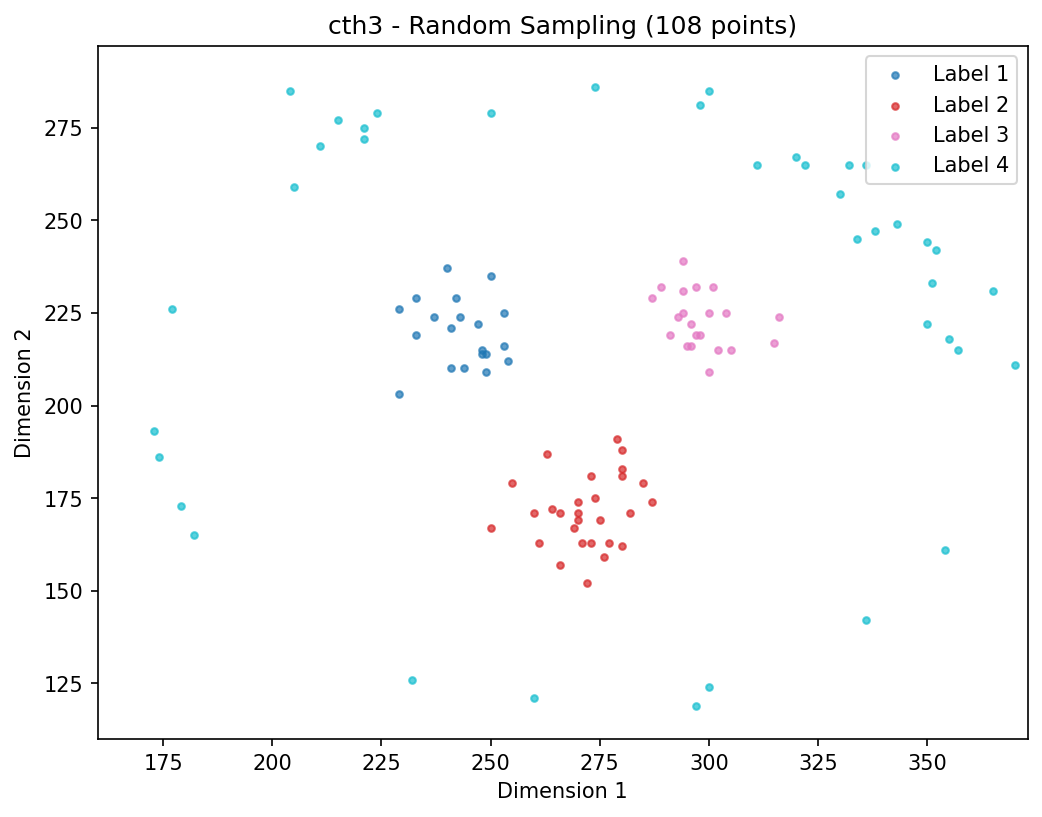 cth3 - Random Sampling (108 points)
Label 1
Label 2
Label 3
Label 4
275
250
225
200
175
150
125
Dimension 2
175 200 225 250 275 300 325 350
Dimension 1